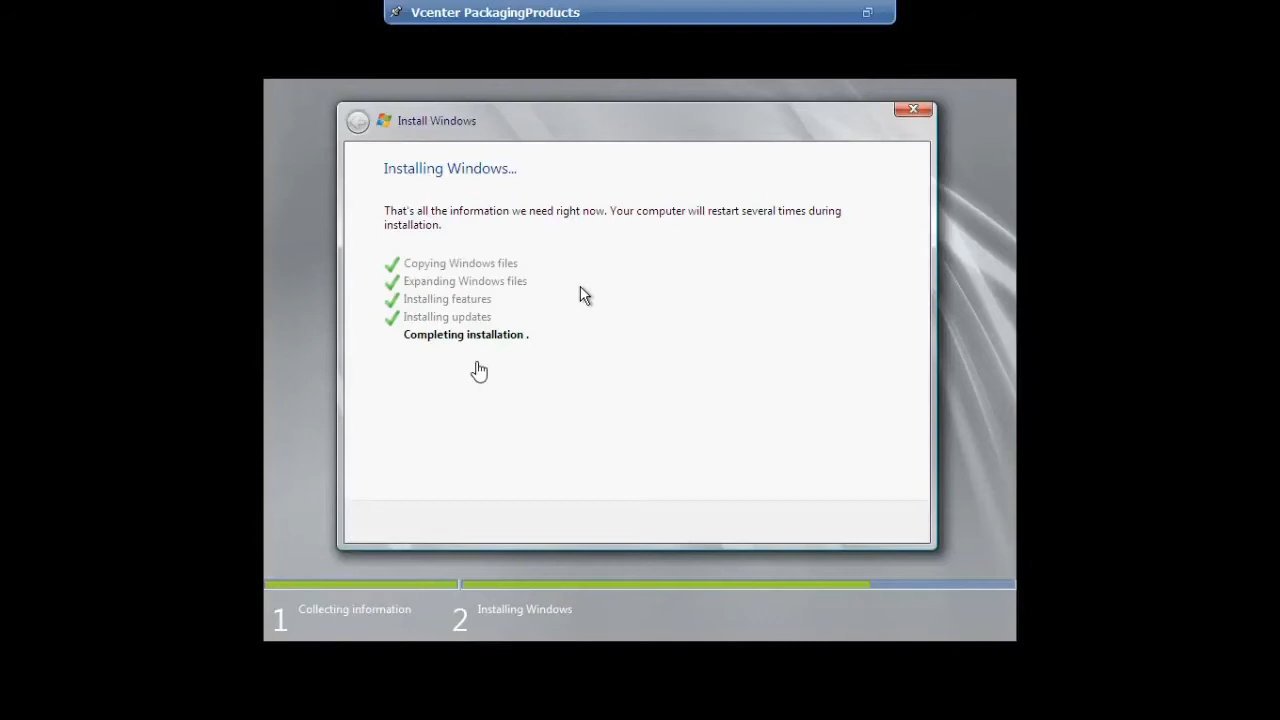 Vcenter PackagingProducts
Install Windows
Installing Windows...
That's all the information we need right now. Your computer will restart several times during
installation.
Copying Windows files
Expanding Windows files
Installing features
Installing updates
Completing installation .
1 Collecting information
2 Installing Windows